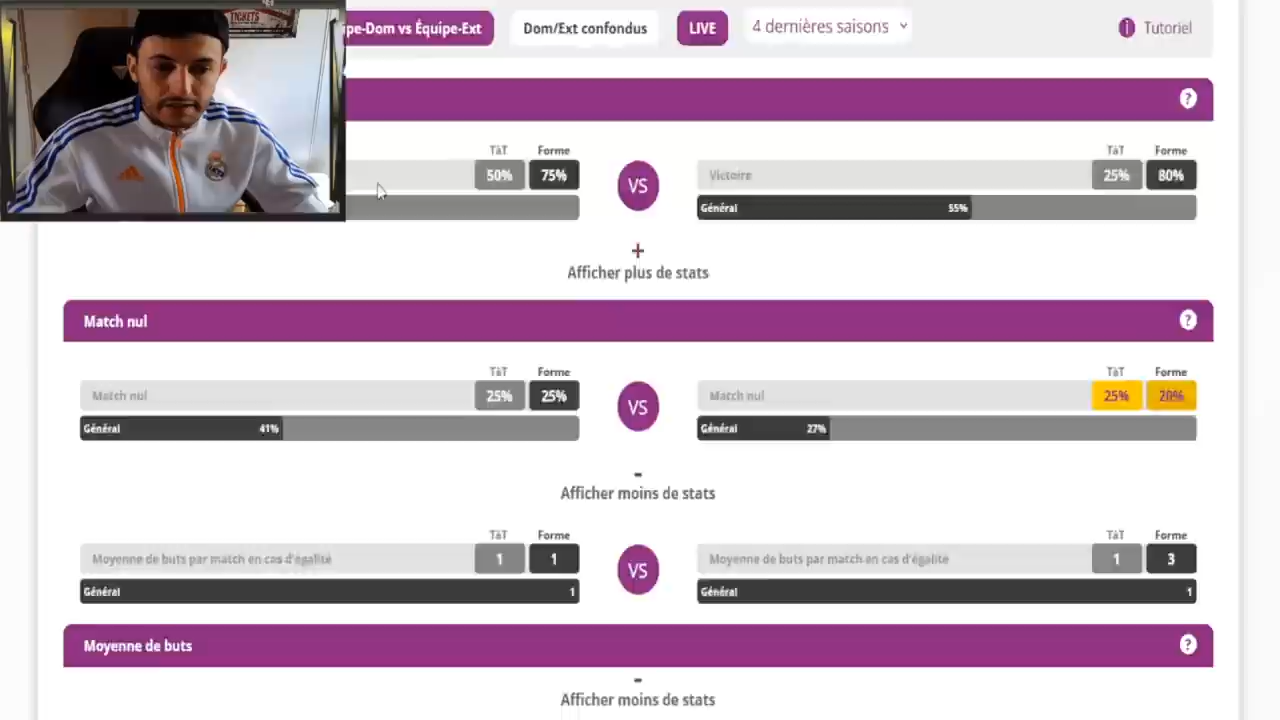 TICKETS
pe-Dom vs Équipe-Ext
Dom/Ext confondus
LIVE
4 dernières saisons
i
Tutoriel
?
TàT Forme
50% 75%
VS
TàT Forme
Victoire 25% 80%
Général 55%
+
Afficher plus de stats
Match nul ?
TàT Forme
Match nul 25% 25%
Général 41%
VS
TàT Forme
Match nul 25% 20%
Général 27%
-
Afficher moins de stats
TàT Forme
Moyenne de buts par match en cas d'égalité 1 1
Général 1
VS
TàT Forme
Moyenne de buts par match en cas d'égalité 1 3
Général 1
Moyenne de buts ?
-
Afficher moins de stats